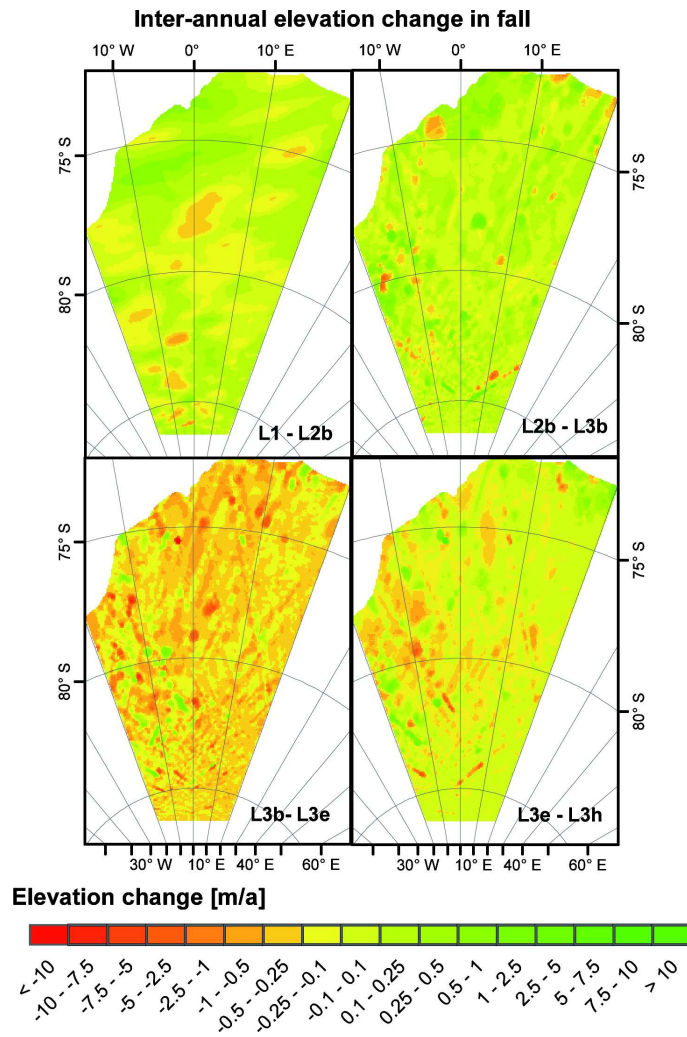 Inter-annual elevation change in fall
10° W 0° 10° E 0° 10° E
75° S
80° S
L1 - L2b
75° S
80° S
L2b - L3b
75° S
80° S
L3b- L3e
75° S
80° S
L3e - L3h
30° W 10° E 40° E 60° E 30° W 10° E 40° E 60° E
Elevation change [m/a]
< -10
-10 - -7.5
-7.5 - -5
-5 - -2.5
-2.5 - -1
-1 - -0.5
-0.5 - -0.25
-0.25 - -0.1
-0.1 - 0.1
0.1 - 0.25
0.25 - 0.5
0.5 - 1
1 - 2.5
2.5 - 5
5 - 7.5
7.5 - 10
> 10